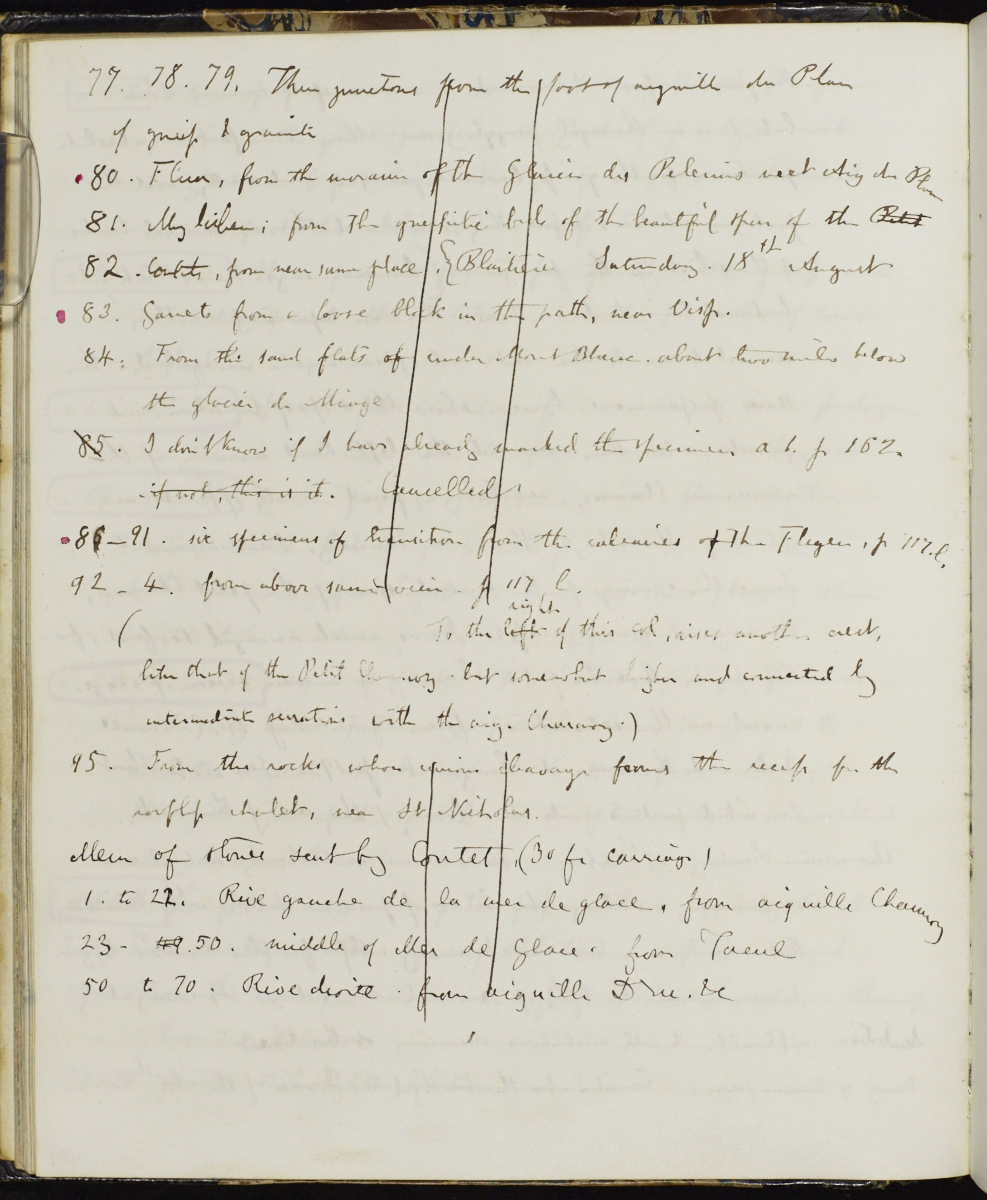 77. 78. 79. Three junctions from the foot of aiguille du Plan
of gneiss & granite
80. Fluor, from the moraine of the Glacier des Pelerins next Aig du Plan
81. My lichen; from the gneissitic beds of the beautiful spur of the Petit
82. Contets, from near same place, Blaitiere Saturday. 18th August
83. Garnets from a loose block in the path, near Visp.
84. From the sand flats of under Mont Blanc. about two miles below
the glacier de Miage
85. I don't know if I have already marked the specimen a b. p 162.
if not, this is it. Cancelled
86–91. six specimens of transition from the calcaires of the Flegere, p 117. l.
92–4. from above same vein. p 117 l.
right
( To the left of this col, rises another crest,
like that of the Petit Charmoz. but somewhat higher and connected by
intermediate serrations with the aig. Charmoz.)
95. From the rocks whose curious cleavage forms the recess for the
roofless chalet, near St Nicholas.
Mem of stones sent by Coutet, (30 fr carriage)
1. to 22. Rive gauche de la mer de glace, from aiguille Charmoz
23 - 49.50. middle of Mer de Glace. from Tacul
50 to 70. Rive droite. from aiguille Dru. &c